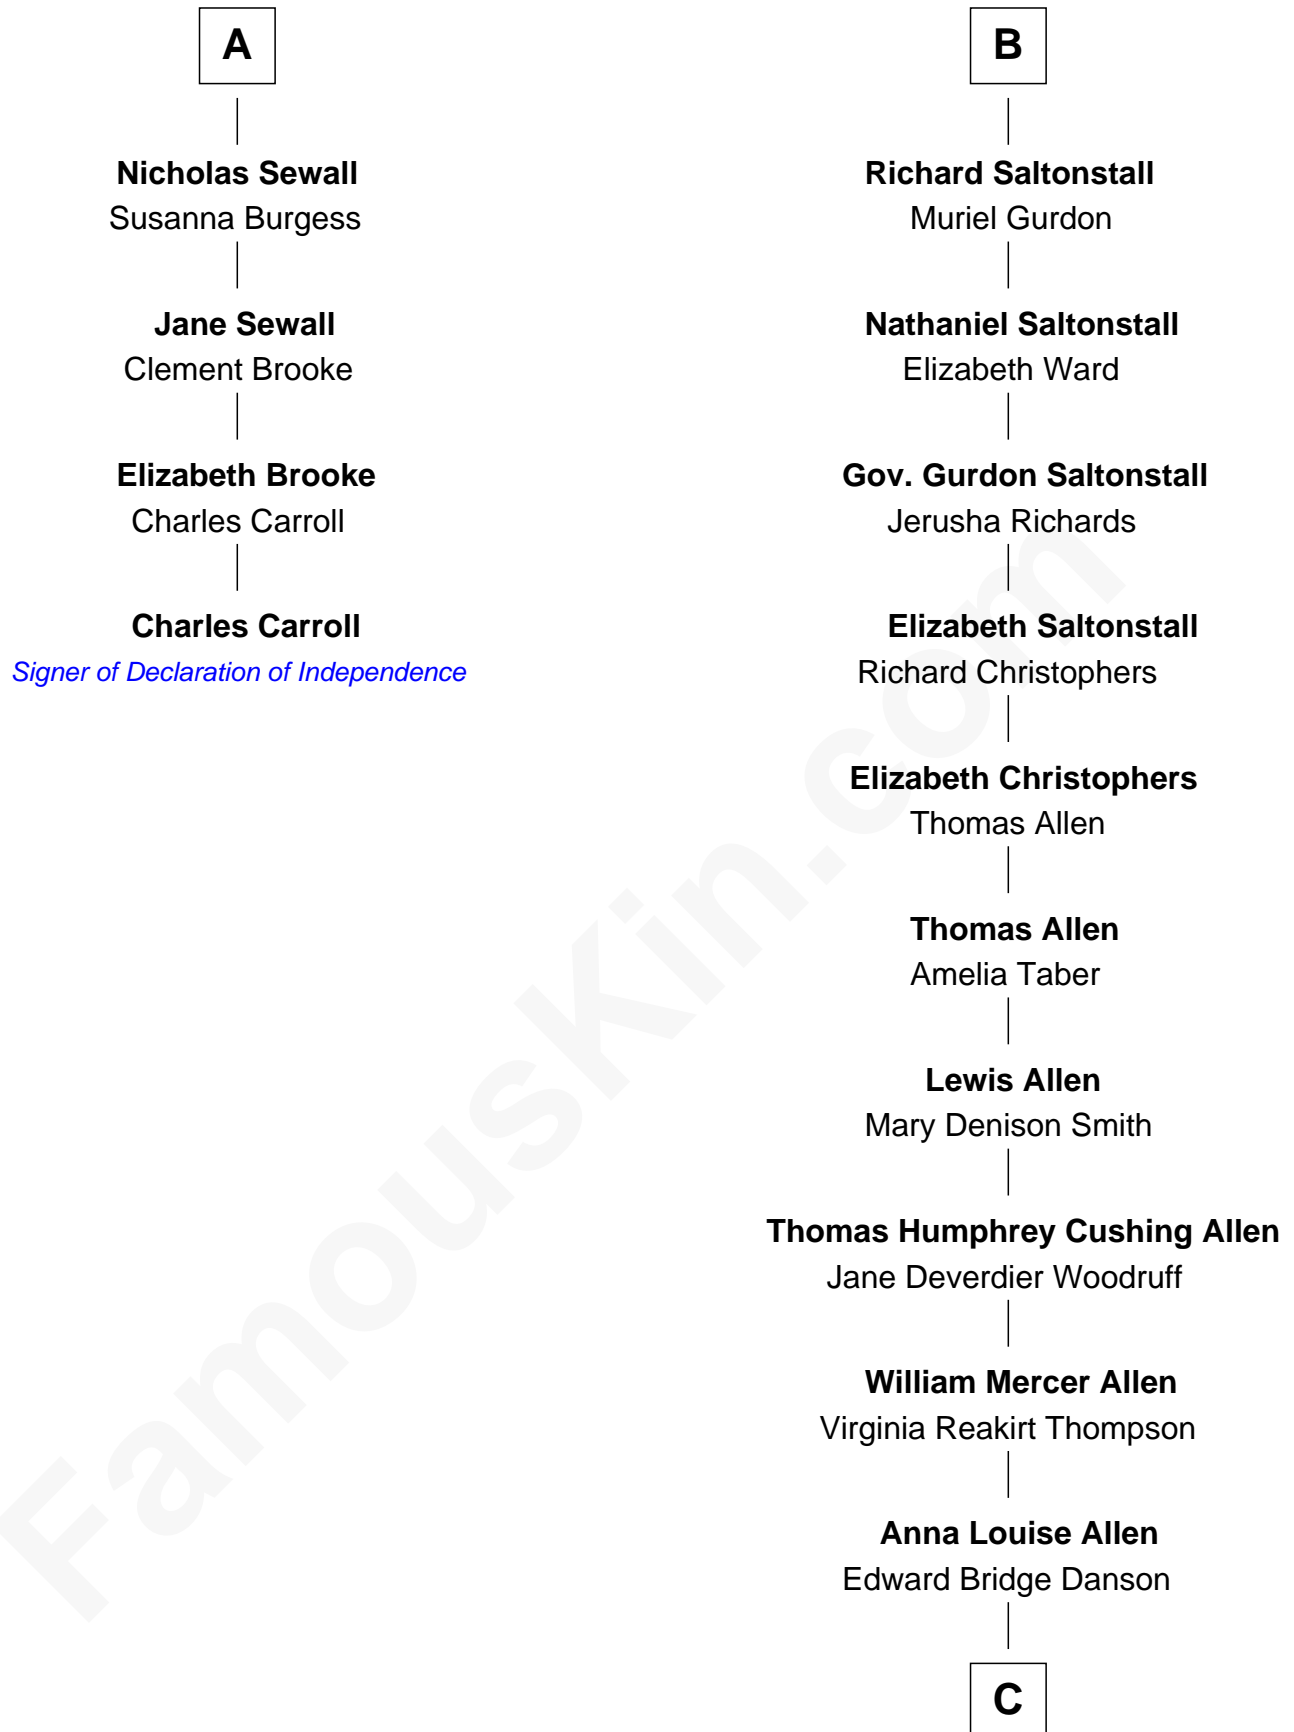 A
Nicholas Sewall
Susanna Burgess
Jane Sewall
Clement Brooke
Elizabeth Brooke
Charles Carroll
Charles Carroll
Signer of Declaration of Independence
B
Richard Saltonstall
Muriel Gurdon
Nathaniel Saltonstall
Elizabeth Ward
Gov. Gurdon Saltonstall
Jerusha Richards
Elizabeth Saltonstall
Richard Christophers
Elizabeth Christophers
Thomas Allen
Thomas Allen
Amelia Taber
Lewis Allen
Mary Denison Smith
Thomas Humphrey Cushing Allen
Jane Deverdier Woodruff
William Mercer Allen
Virginia Reakirt Thompson
Anna Louise Allen
Edward Bridge Danson
C
FamousKin.com